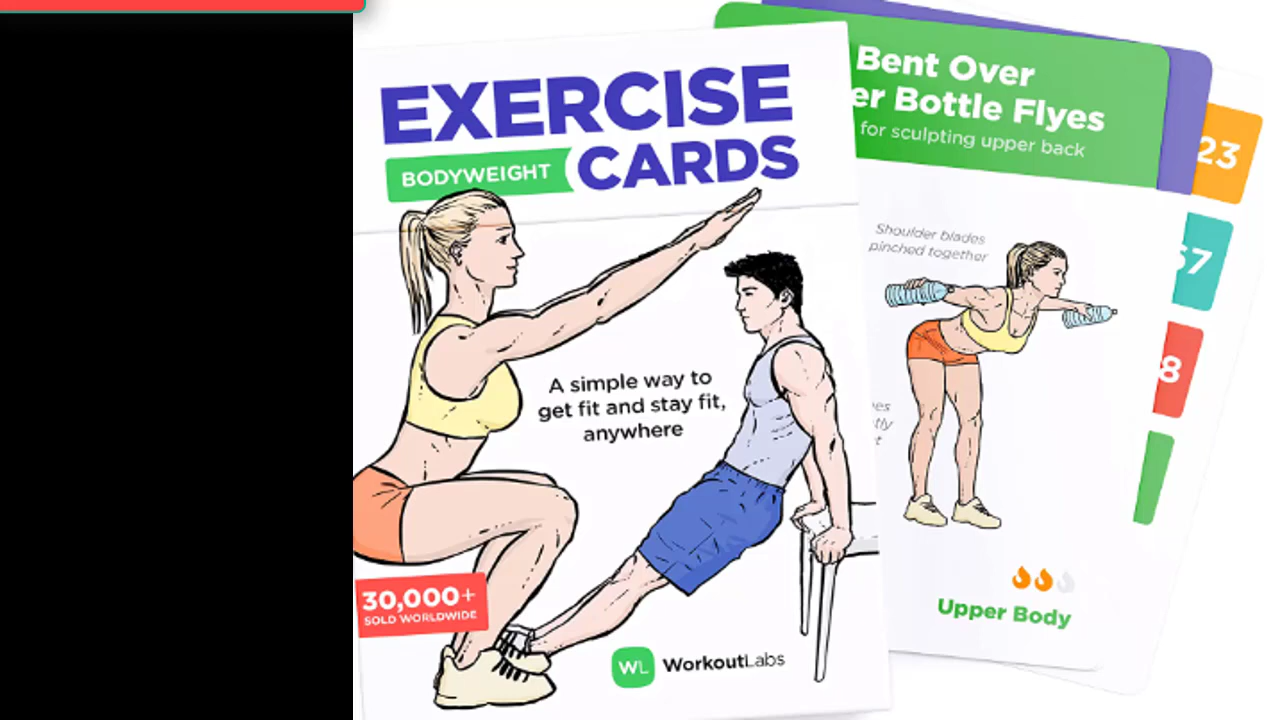 EXERCISE
BODYWEIGHT CARDS
A simple way to
get fit and stay fit,
anywhere
30,000+
SOLD WORLDWIDE
WL WorkoutLabs
Bent Over
Bottle Flyes
for sculpting upper back
Shoulder blades
pinched together
Upper Body
23
8